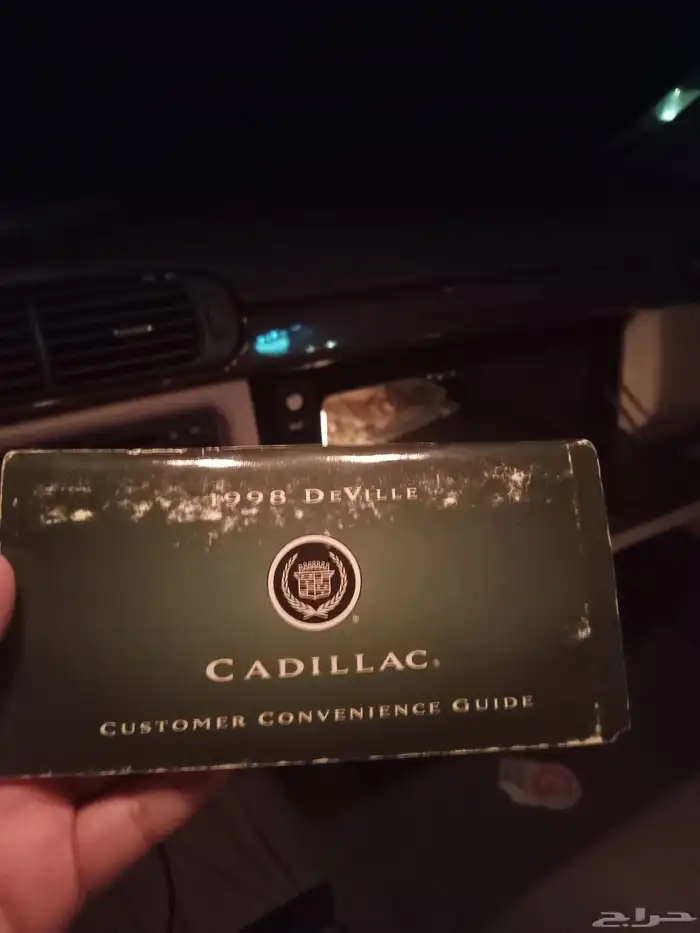 1998 DEVILLE
CADILLAC®
CUSTOMER CONVENIENCE GUIDE
حراج